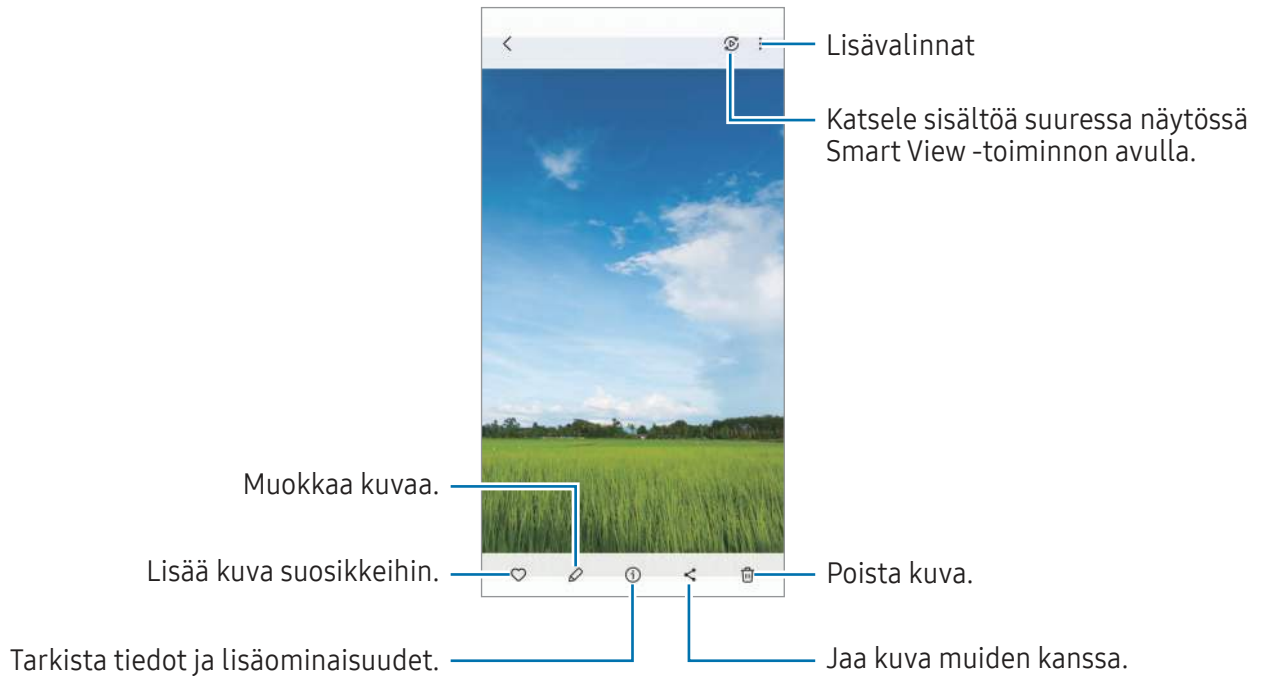 Lisävalinnat
Katsele sisältöä suuressa näytössä
Smart View -toiminnon avulla.
Muokkaa kuvaa.
Lisää kuva suosikkeihin.
Poista kuva.
Tarkista tiedot ja lisäominaisuudet.
Jaa kuva muiden kanssa.